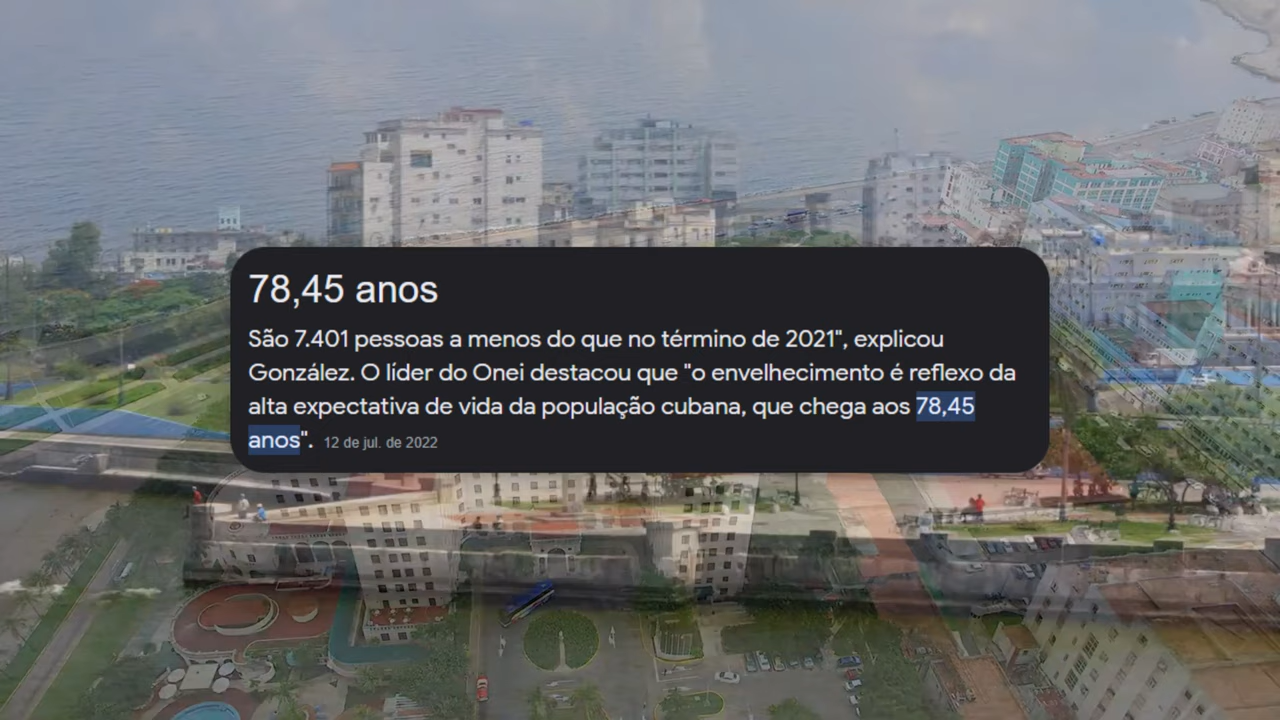 78,45 anos
São 7.401 pessoas a menos do que no término de 2021", explicou
González. O líder do Onei destacou que "o envelhecimento é reflexo da
alta expectativa de vida da população cubana, que chega aos 78,45
anos". 12 de jul. de 2022